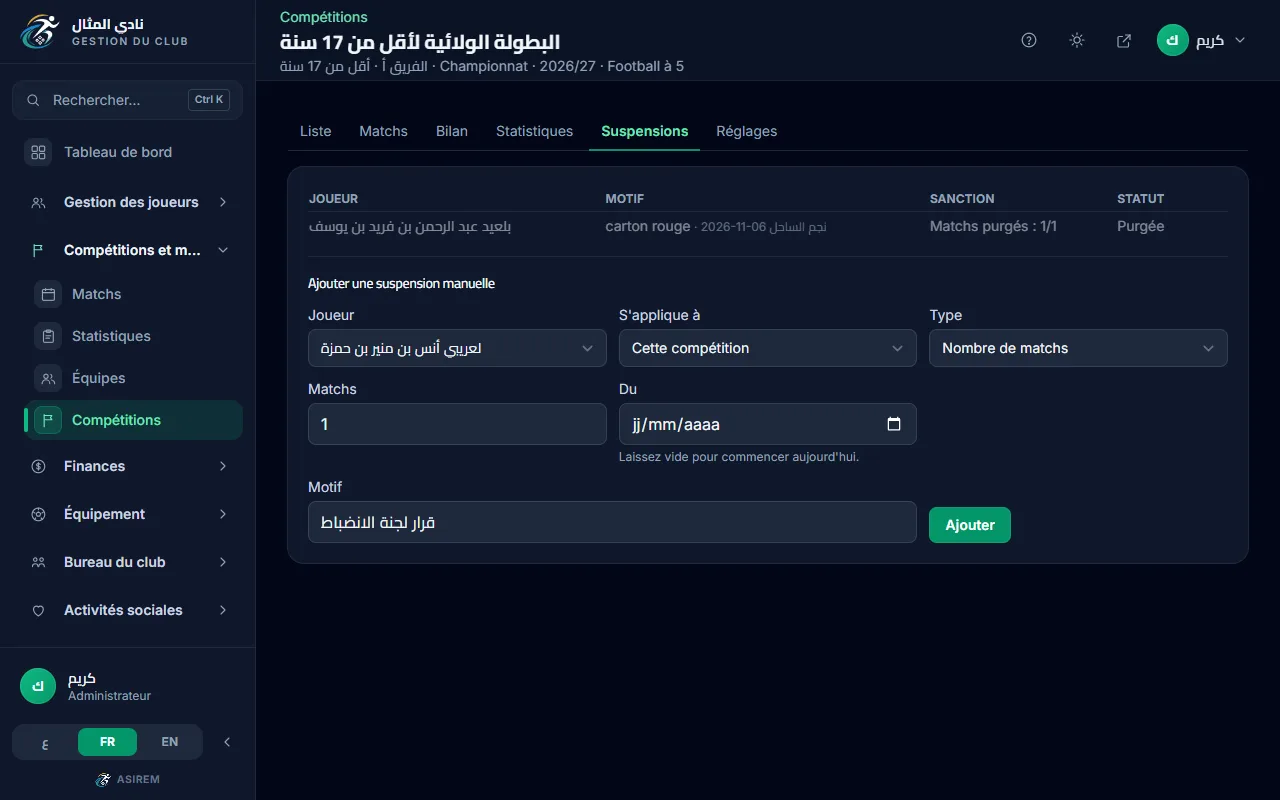 نادي المثال
GESTION DU CLUB
Rechercher...
Ctrl K
Tableau de bord
Gestion des joueurs
Compétitions et m...
Matchs
Statistiques
Équipes
Compétitions
Finances
Équipement
Bureau du club
Activités sociales
ك
كريم
Administrateur
ع
FR
EN
ASIREM
Compétitions
البطولة الولائية لأقل من 17 سنة
الفريق أ · أقل من 17 سنة · Championnat · 2026/27 · Football à 5
ك
كريم
Liste
Matchs
Bilan
Statistiques
Suspensions
Réglages
JOUEUR
MOTIF
SANCTION
STATUT
بلعيد عبد الرحمن بن فريد بن يوسف
carton rouge · 2026-11-06 نجم الساحل
Matchs purgés : 1/1
Purgée
Ajouter une suspension manuelle
Joueur
S'applique à
Type
لعريبي أنس بن منير بن حمزة
Cette compétition
Nombre de matchs
Matchs
Du
1
jj/mm/aaaa
Laissez vide pour commencer aujourd'hui.
Motif
قرار لجنة الانضباط
Ajouter